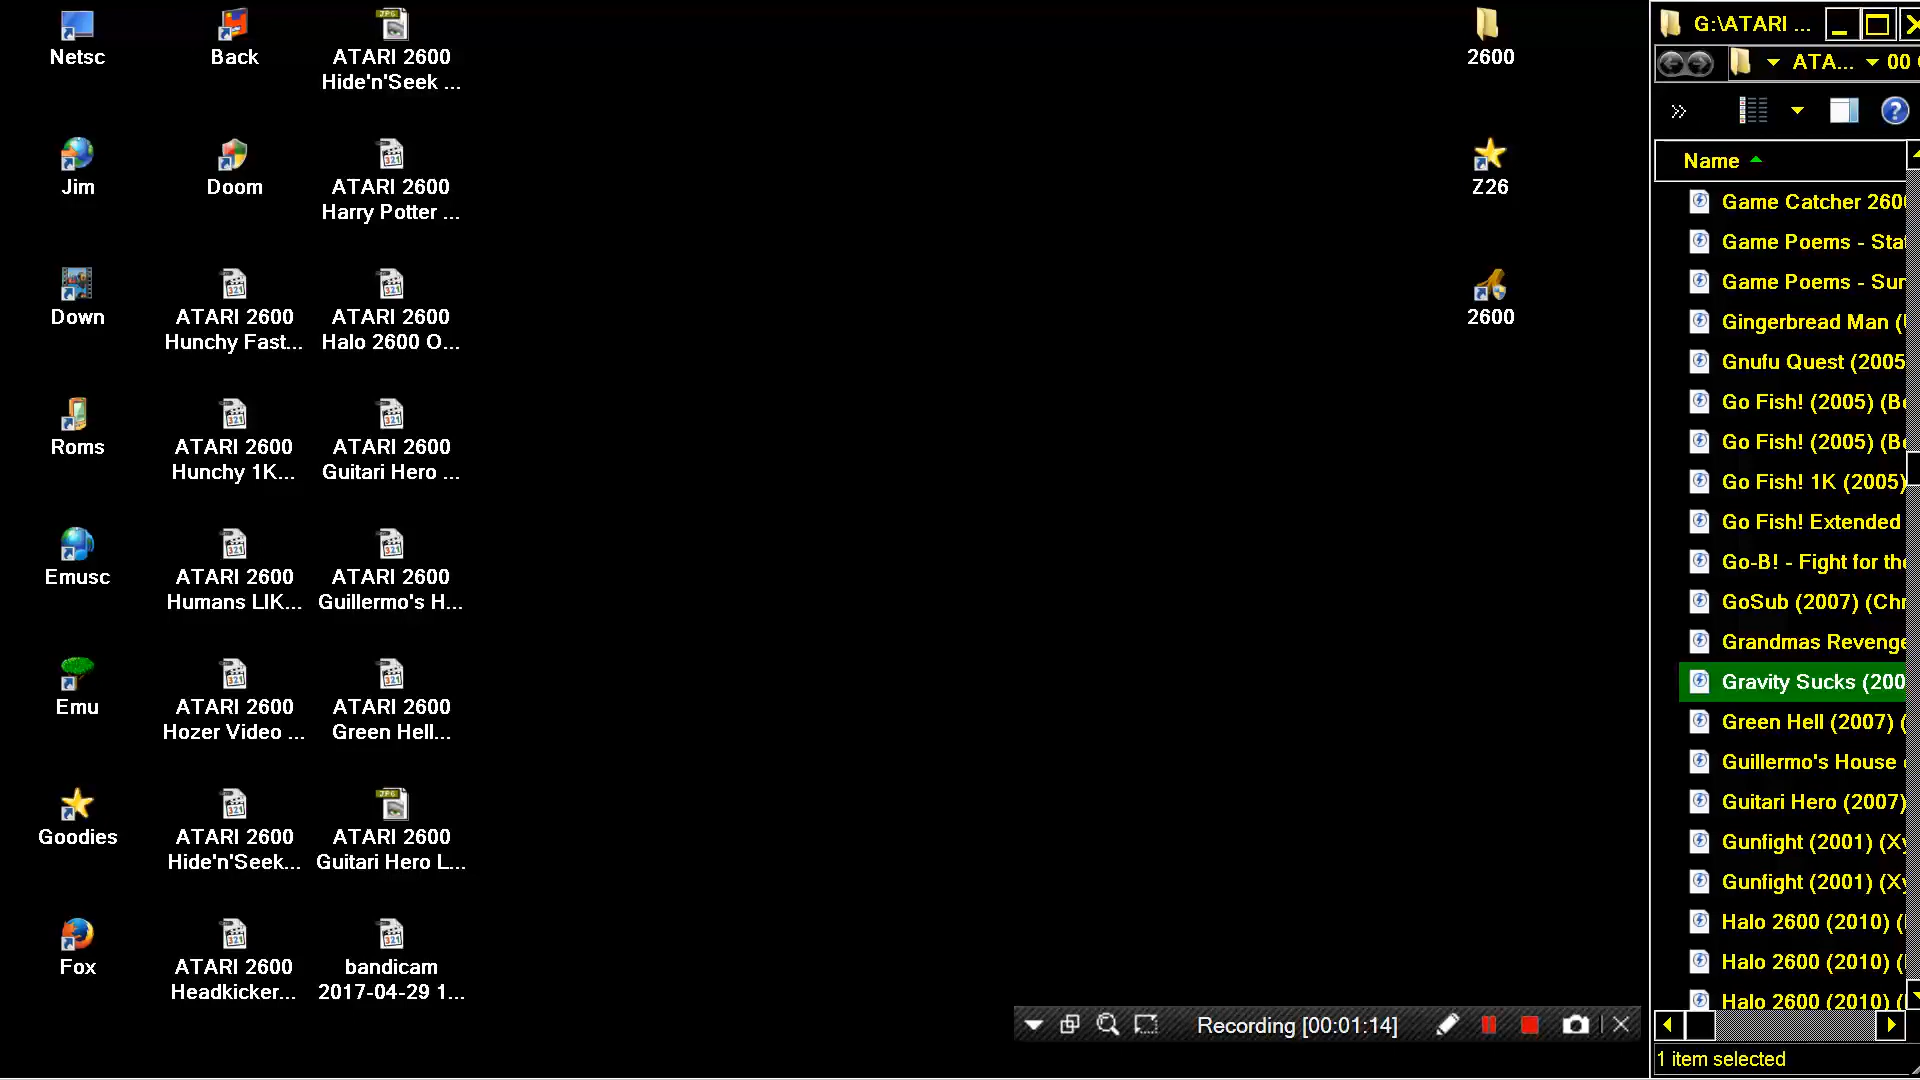 Netsc
Back
ATARI 2600
Hide'n'Seek ...
Jim
Doom
ATARI 2600
Harry Potter ...
Down
ATARI 2600
Hunchy Fast...
ATARI 2600
Halo 2600 O...
Roms
ATARI 2600
Hunchy 1K...
ATARI 2600
Guitari Hero ...
Emusc
ATARI 2600
Humans LIK...
ATARI 2600
Guillermo's H...
Emu
ATARI 2600
Hozer Video ...
ATARI 2600
Green Hell...
Goodies
ATARI 2600
Hide'n'Seek...
ATARI 2600
Guitari Hero L...
Fox
ATARI 2600
Headkicker...
bandicam
2017-04-29 1...
2600
Z26
2600
Recording [00:01:14]
G:\ATARI ...
ATA... 00
Name
Game Catcher 260
Game Poems - Sta
Game Poems - Sur
Gingerbread Man (
Gnufu Quest (2005
Go Fish! (2005) (B
Go Fish! (2005) (B
Go Fish! 1K (2005)
Go Fish! Extended
Go-B! - Fight for the
GoSub (2007) (Chr
Grandmas Revenge
Gravity Sucks (200
Green Hell (2007) (
Guillermo's House
Guitari Hero (2007)
Gunfight (2001) (Xy
Gunfight (2001) (Xy
Halo 2600 (2010) (
Halo 2600 (2010) (
Halo 2600 (2010) (
1 item selected